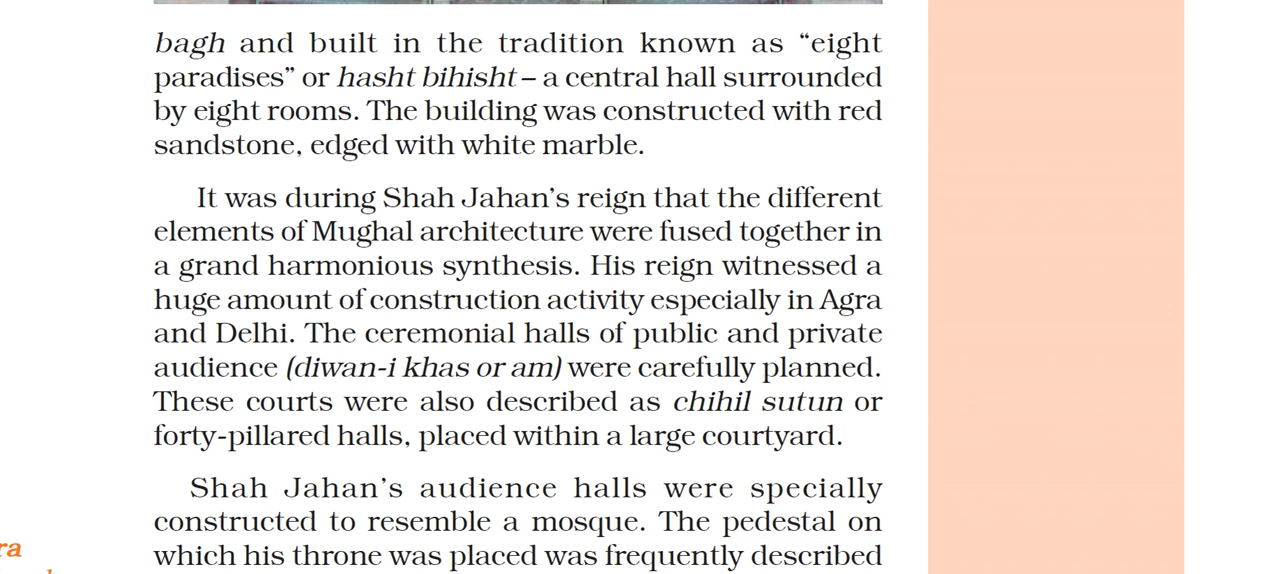 bagh and built in the tradition known as “eight
paradises” or hasht bihisht – a central hall surrounded
by eight rooms. The building was constructed with red
sandstone, edged with white marble.
It was during Shah Jahan’s reign that the different
elements of Mughal architecture were fused together in
a grand harmonious synthesis. His reign witnessed a
huge amount of construction activity especially in Agra
and Delhi. The ceremonial halls of public and private
audience (diwan-i khas or am) were carefully planned.
These courts were also described as chihil sutun or
forty-pillared halls, placed within a large courtyard.
Shah Jahan’s audience halls were specially
constructed to resemble a mosque. The pedestal on
which his throne was placed was frequently described
ra